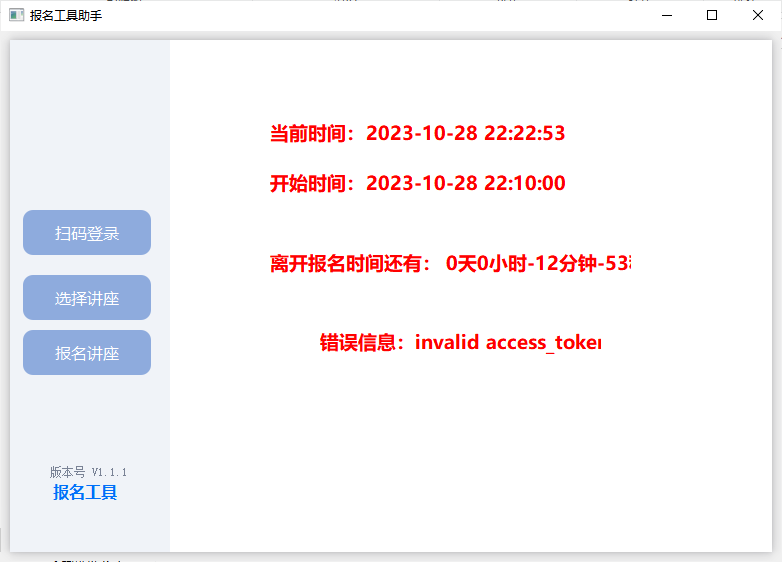 报名工具助手
当前时间：2023-10-28 22:22:53
开始时间：2023-10-28 22:10:00
扫码登录
离开报名时间还有： 0天0小时-12分钟-53
选择讲座
错误信息：invalid access_token
报名讲座
版本号 V1.1.1
报名工具